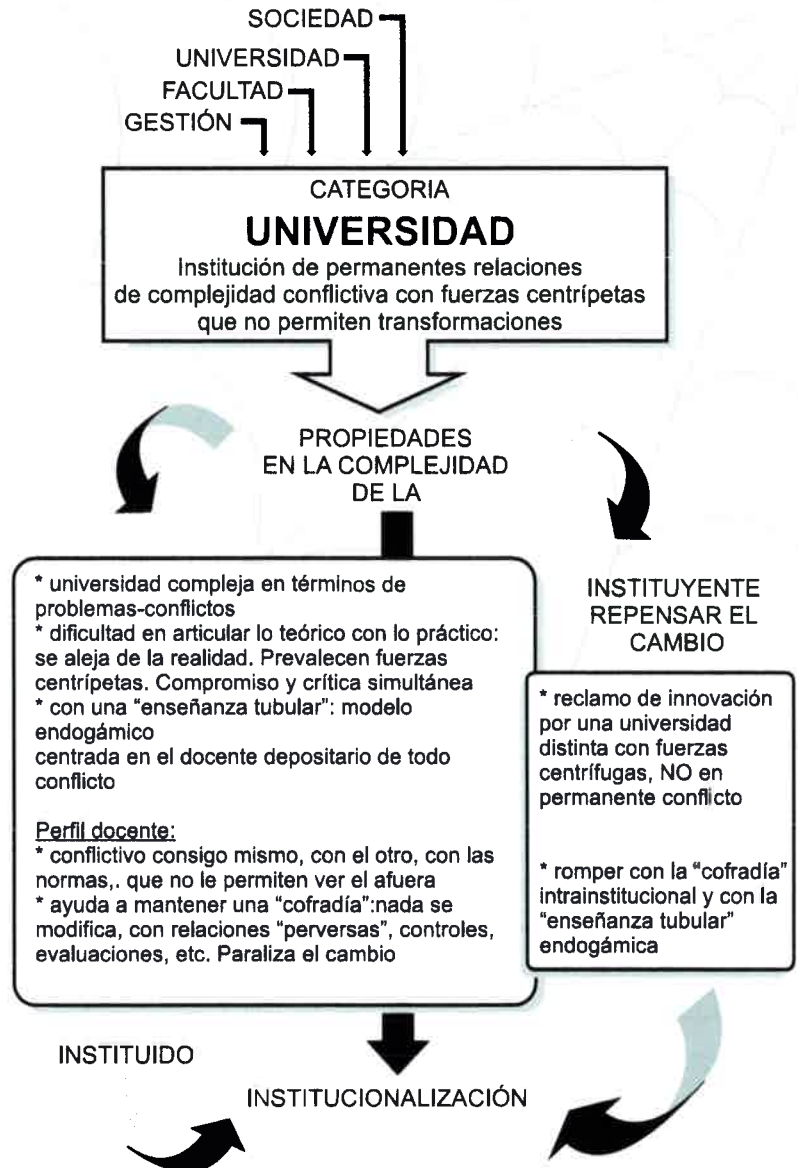 SOCIEDAD
UNIVERSIDAD
FACULTAD
GESTIÓN
CATEGORIA
UNIVERSIDAD
Institución de permanentes relaciones
de complejidad conflictiva con fuerzas centrípetas
que no permiten transformaciones
PROPIEDADES
EN LA COMPLEJIDAD
DE LA
* universidad compleja en términos de
problemas-conflictos
* dificultad en articular lo teórico con lo práctico:
se aleja de la realidad. Prevalecen fuerzas
centrípetas. Compromiso y crítica simultánea
* con una "enseñanza tubular": modelo
endogámico
centrada en el docente depositario de todo
conflicto
Perfil docente:
* conflictivo consigo mismo, con el otro, con las
normas,. que no le permiten ver el afuera
* ayuda a mantener una "cofradía":nada se
modifica, con relaciones "perversas", controles,
evaluaciones, etc. Paraliza el cambio
INSTITUYENTE
REPENSAR EL
CAMBIO
* reclamo de innovación
por una universidad
distinta con fuerzas
centrífugas, NO en
permanente conflicto
* romper con la "cofradía"
intrainstitucional y con la
"enseñanza tubular"
endogámica
INSTITUIDO
INSTITUCIONALIZACIÓN